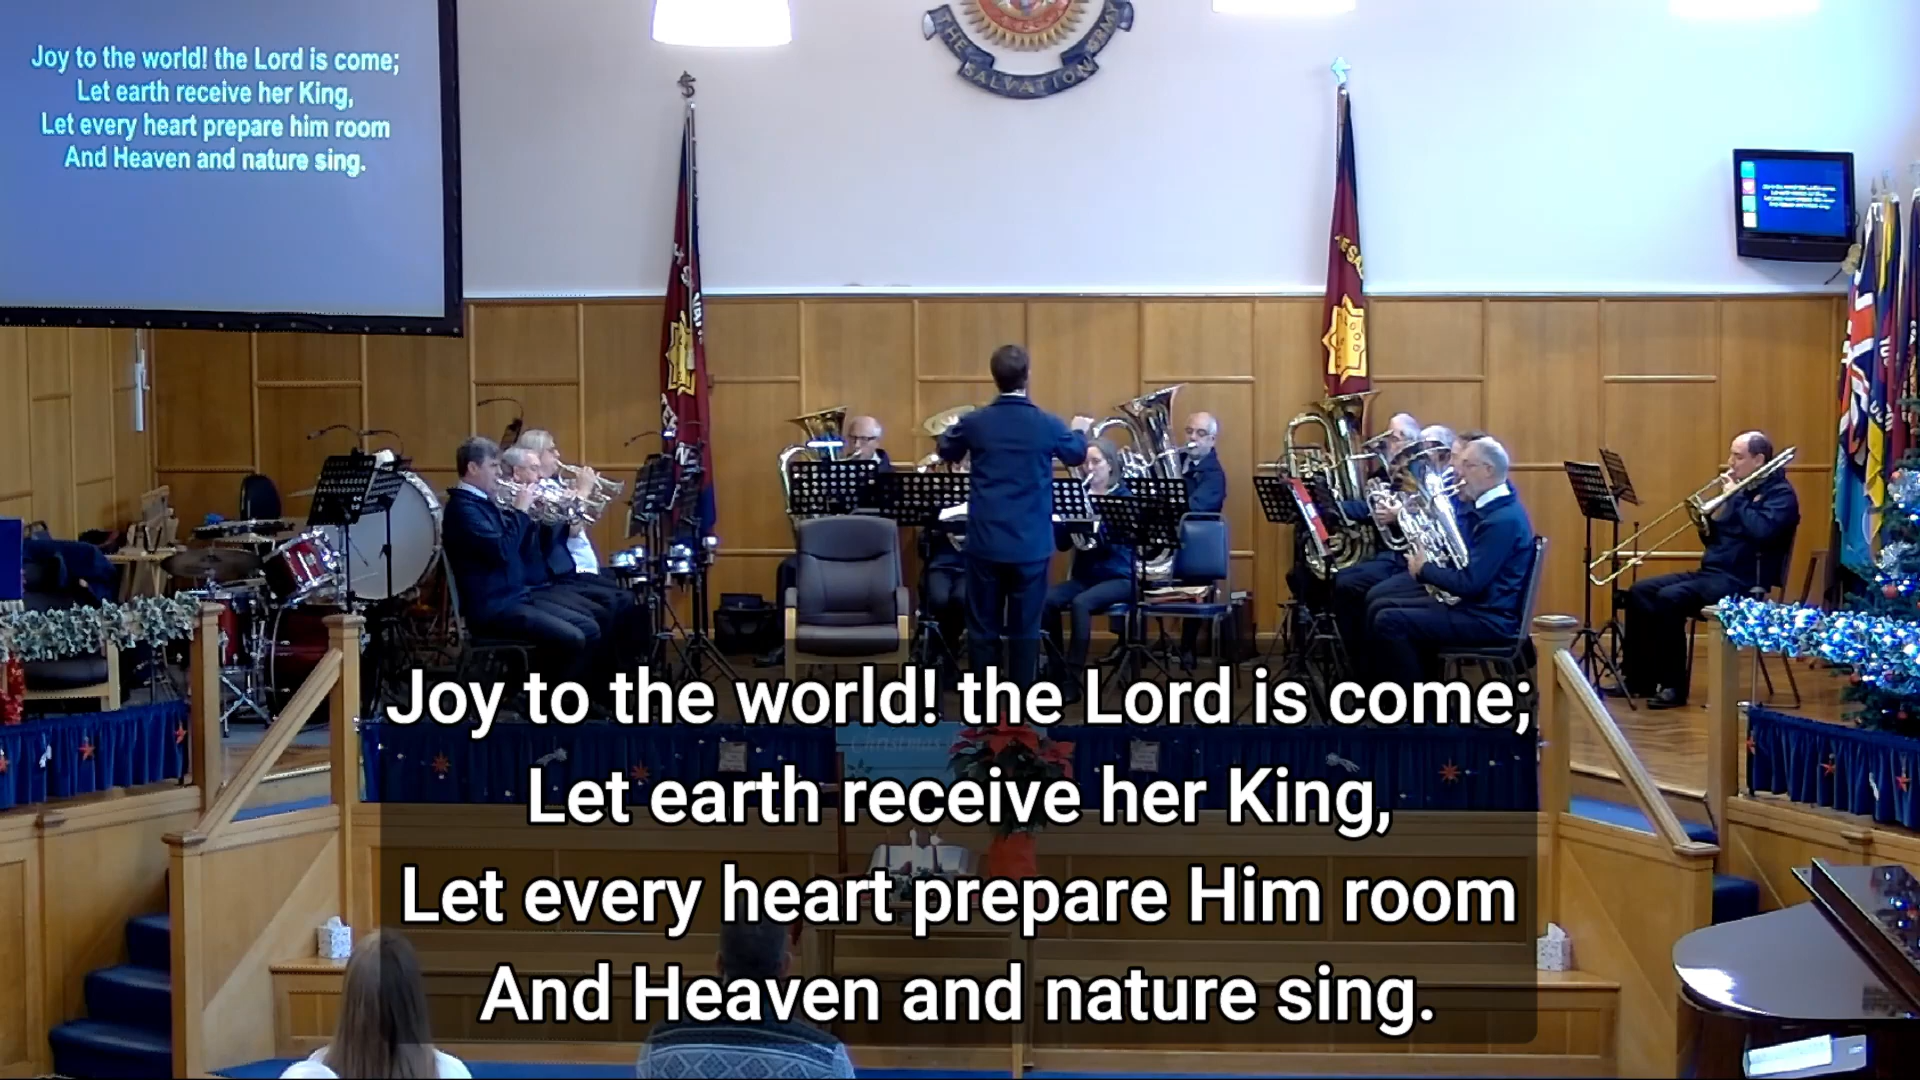 Joy to the world! the Lord is come;
Let earth receive her King,
Let every heart prepare him room
And Heaven and nature sing.
THE SALVATION ARMY
Christmas
Joy to the world! the Lord is come;
Let earth receive her King,
Let every heart prepare Him room
And Heaven and nature sing.